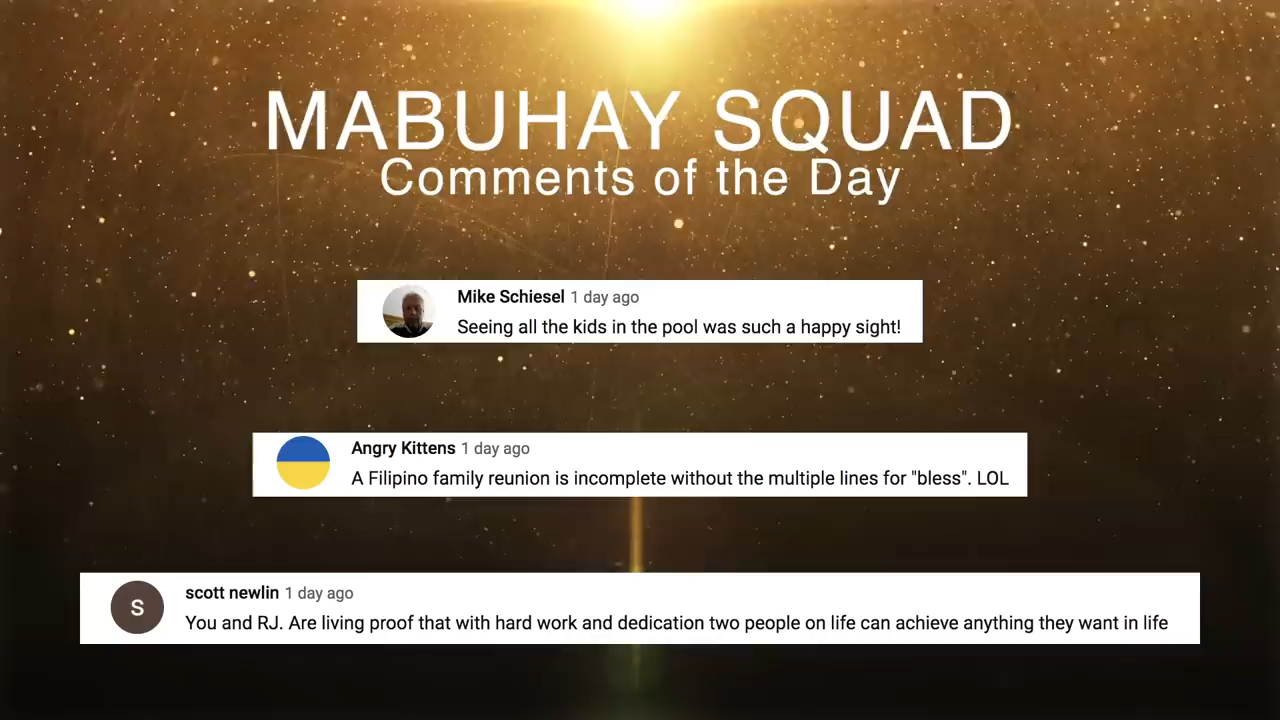 MABUHAY SQUAD
Comments of the Day
Mike Schiesel 1 day ago
Seeing all the kids in the pool was such a happy sight!
Angry Kittens 1 day ago
A Filipino family reunion is incomplete without the multiple lines for "bless". LOL
S
scott newlin 1 day ago
You and RJ. Are living proof that with hard work and dedication two people on life can achieve anything they want in life